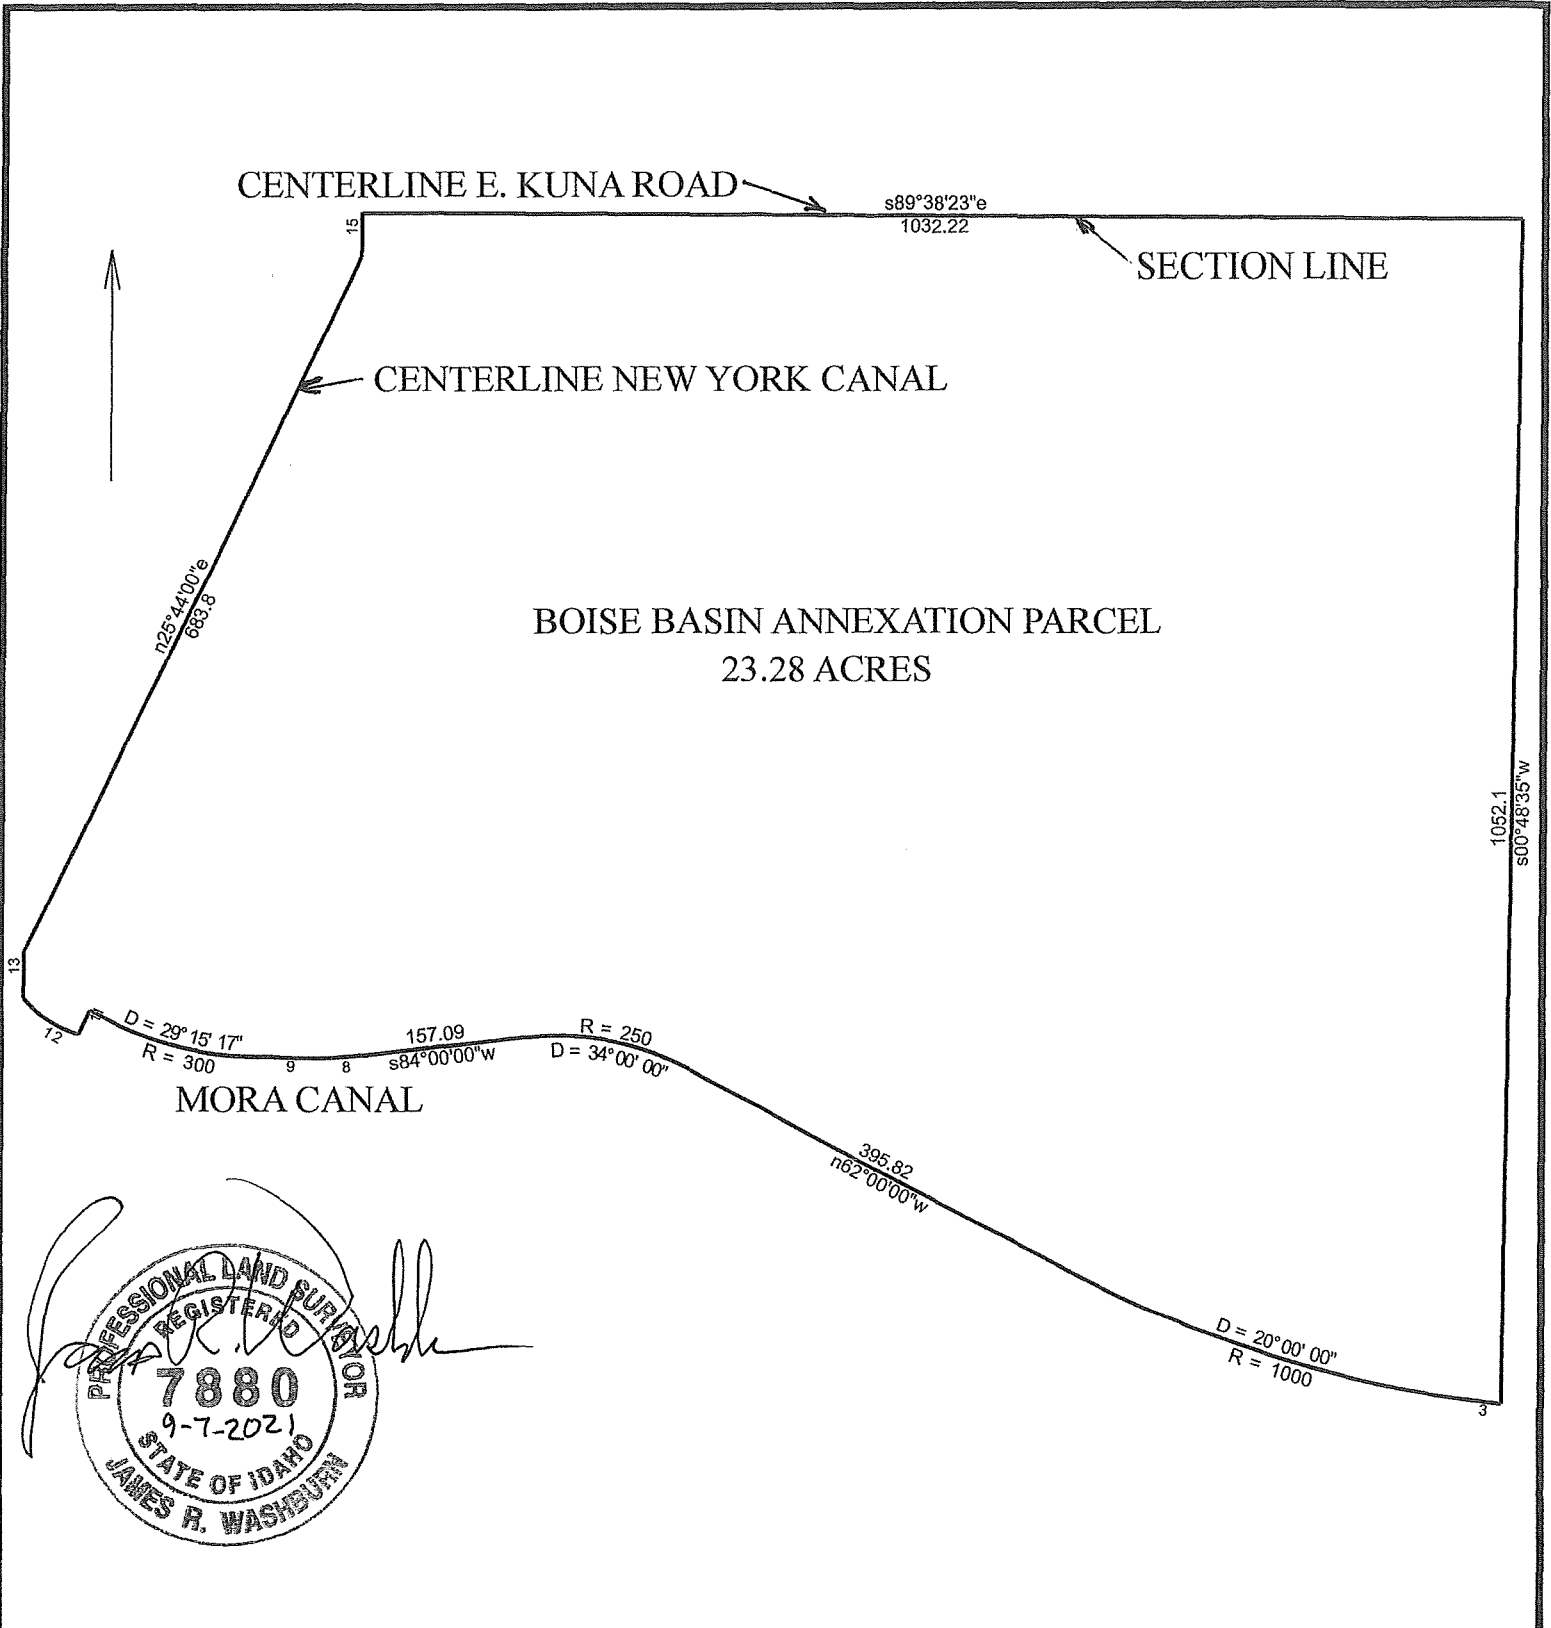 CENTERLINE E. KUNA ROAD
s89°38'23"e
1032.22
15
SECTION LINE
CENTERLINE NEW YORK CANAL
n25°44'00"e
683.8
BOISE BASIN ANNEXATION PARCEL
23.28 ACRES
1052.1
s00°48'35"w
13
12
11
D = 29°15' 17"
R = 300
9
8
157.09
s84°00'00"w
R = 250
D = 34°00' 00"
MORA CANAL
395.82
n62°00'00"w
D = 20°00' 00"
R = 1000
3
PROFESSIONAL LAND SURVEYOR
REGISTERED
7880
9-7-2021
STATE OF IDAHO
JAMES R. WASHBURN